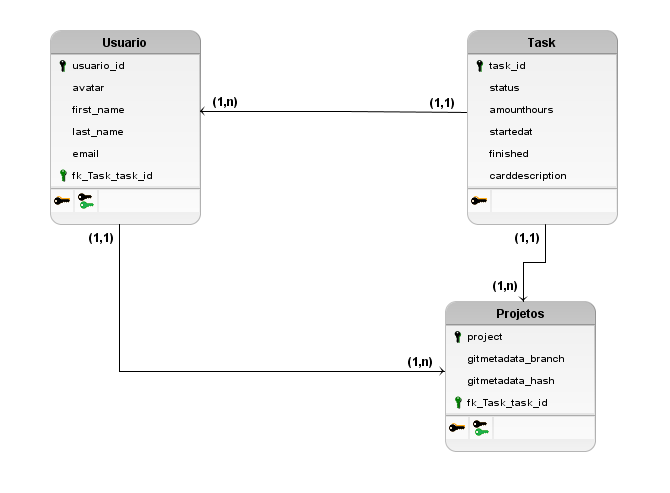 Usuario
usuario_id
avatar
first_name
last_name
email
fk_Task_task_id
Task
task_id
status
amounthours
startedat
finished
carddescription
(1,n)
(1,1)
(1,1)
(1,1)
(1,n)
(1,n)
Projetos
project
gitmetadata_branch
gitmetadata_hash
fk_Task_task_id